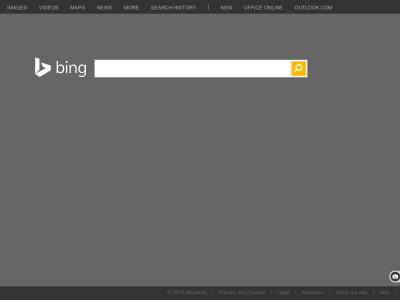 IMAGES VIDEOS MAPS NEWS MORE SEARCH HISTORY | MSN OFFICE ONLINE OUTLOOK.COM
bing
© 2015 Microsoft | Privacy and Cookies | Legal | Advertise | About our ads | Help |